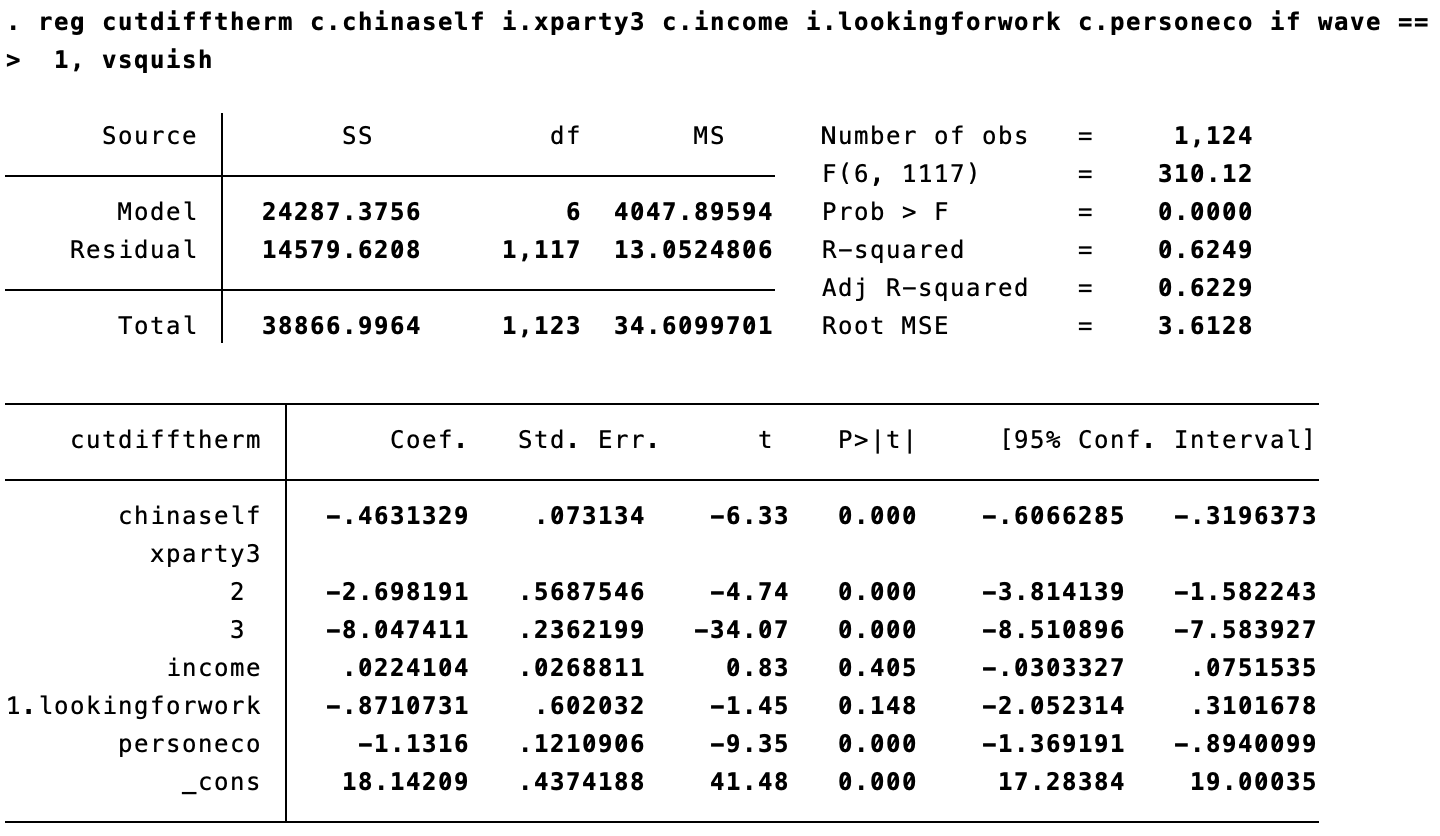 . reg cutdifftherm c.chinaself i.xparty3 c.income i.lookingforwork c.personeco if wave ==
>  1, vsquish
Source SS df MS Number of obs = 1,124
F(6, 1117) = 310.12
Model 24287.3756 6 4047.89594 Prob > F = 0.0000
Residual 14579.6208 1,117 13.0524806 R-squared = 0.6249
Adj R-squared = 0.6229
Total 38866.9964 1,123 34.6099701 Root MSE = 3.6128
cutdifftherm Coef. Std. Err. t P>|t| [95% Conf. Interval]
chinaself -.4631329 .073134 -6.33 0.000 -.6066285 -.3196373
xparty3
2 -2.698191 .5687546 -4.74 0.000 -3.814139 -1.582243
3 -8.047411 .2362199 -34.07 0.000 -8.510896 -7.583927
income .0224104 .0268811 0.83 0.405 -.0303327 .0751535
1.lookingforwork -.8710731 .602032 -1.45 0.148 -2.052314 .3101678
personeco -1.1316 .1210906 -9.35 0.000 -1.369191 -.8940099
_cons 18.14209 .4374188 41.48 0.000 17.28384 19.00035